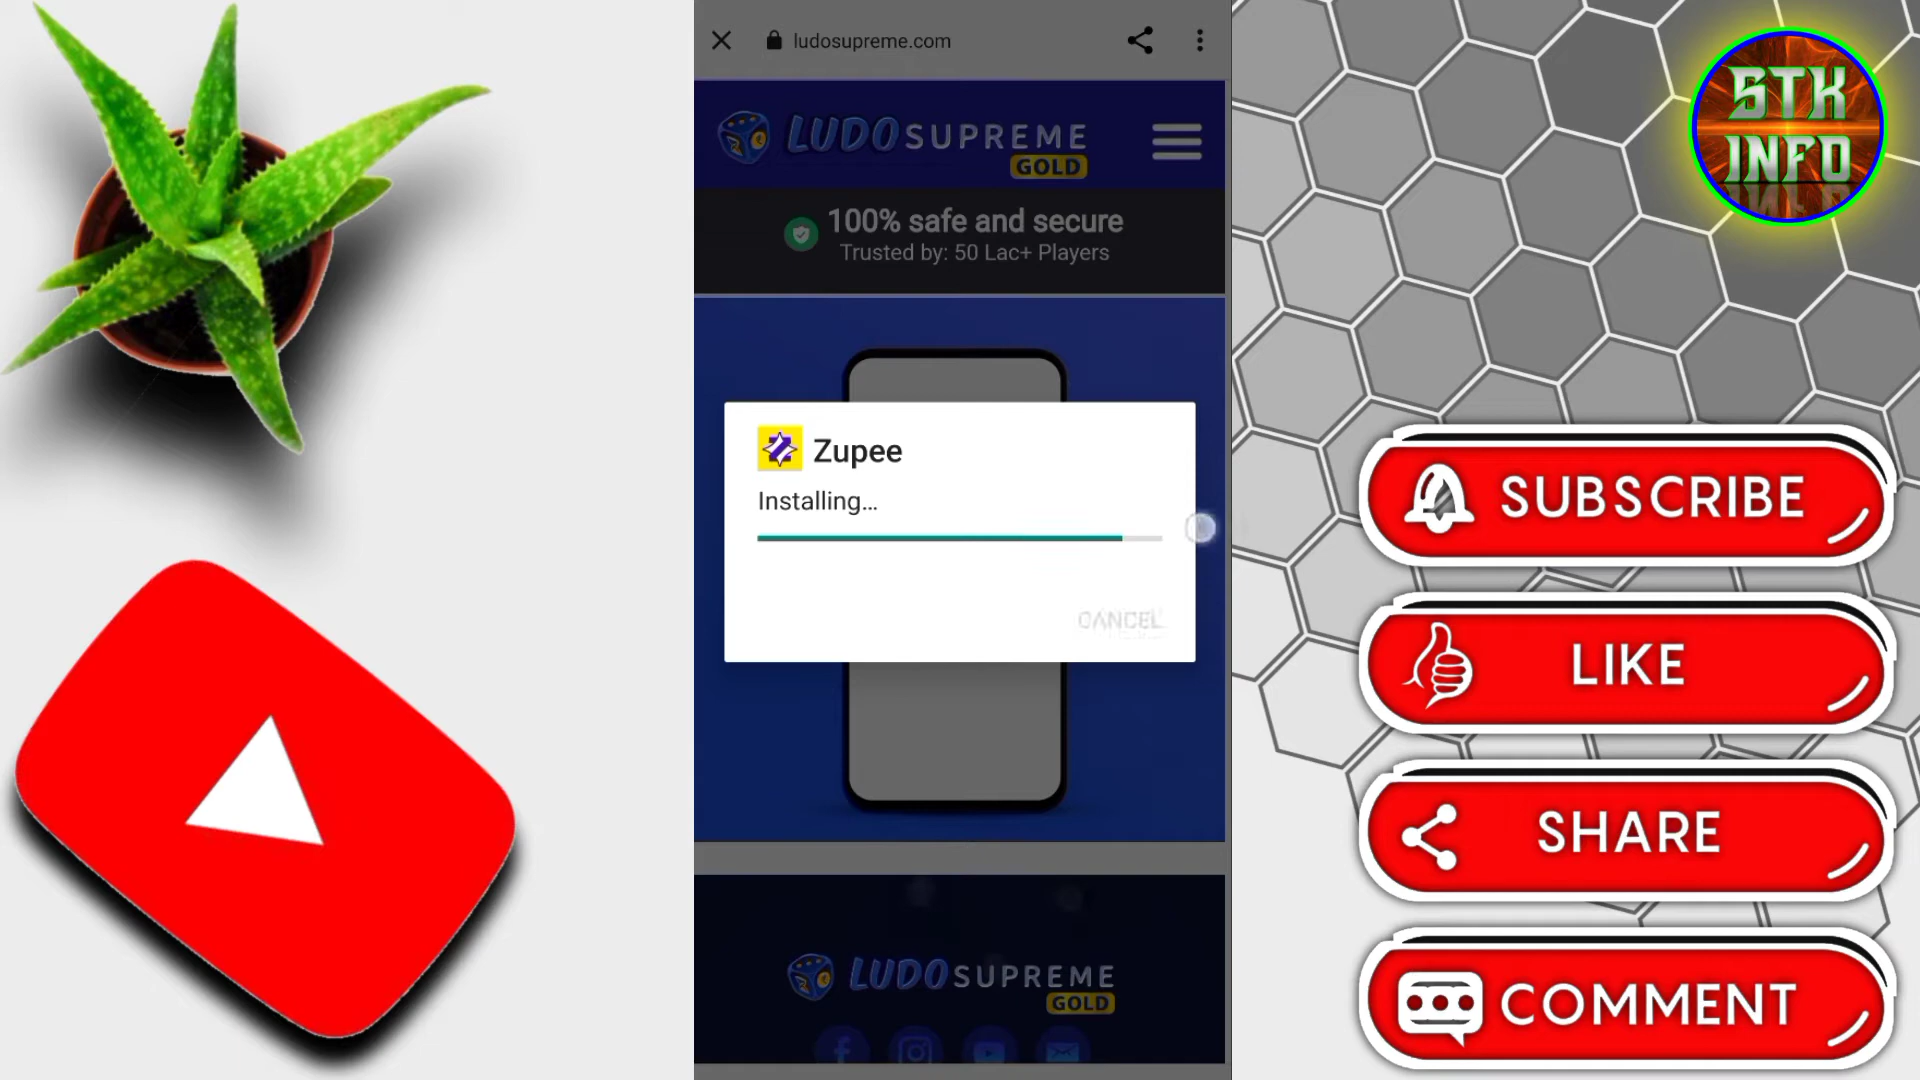 ludosupreme.com
LUDO SUPREME
GOLD
100% safe and secure
Trusted by: 50 Lac+ Players
Zupee
Installing...
CANCEL
LUDO SUPREME
GOLD
STK
INFO
SUBSCRIBE
LIKE
SHARE
COMMENT